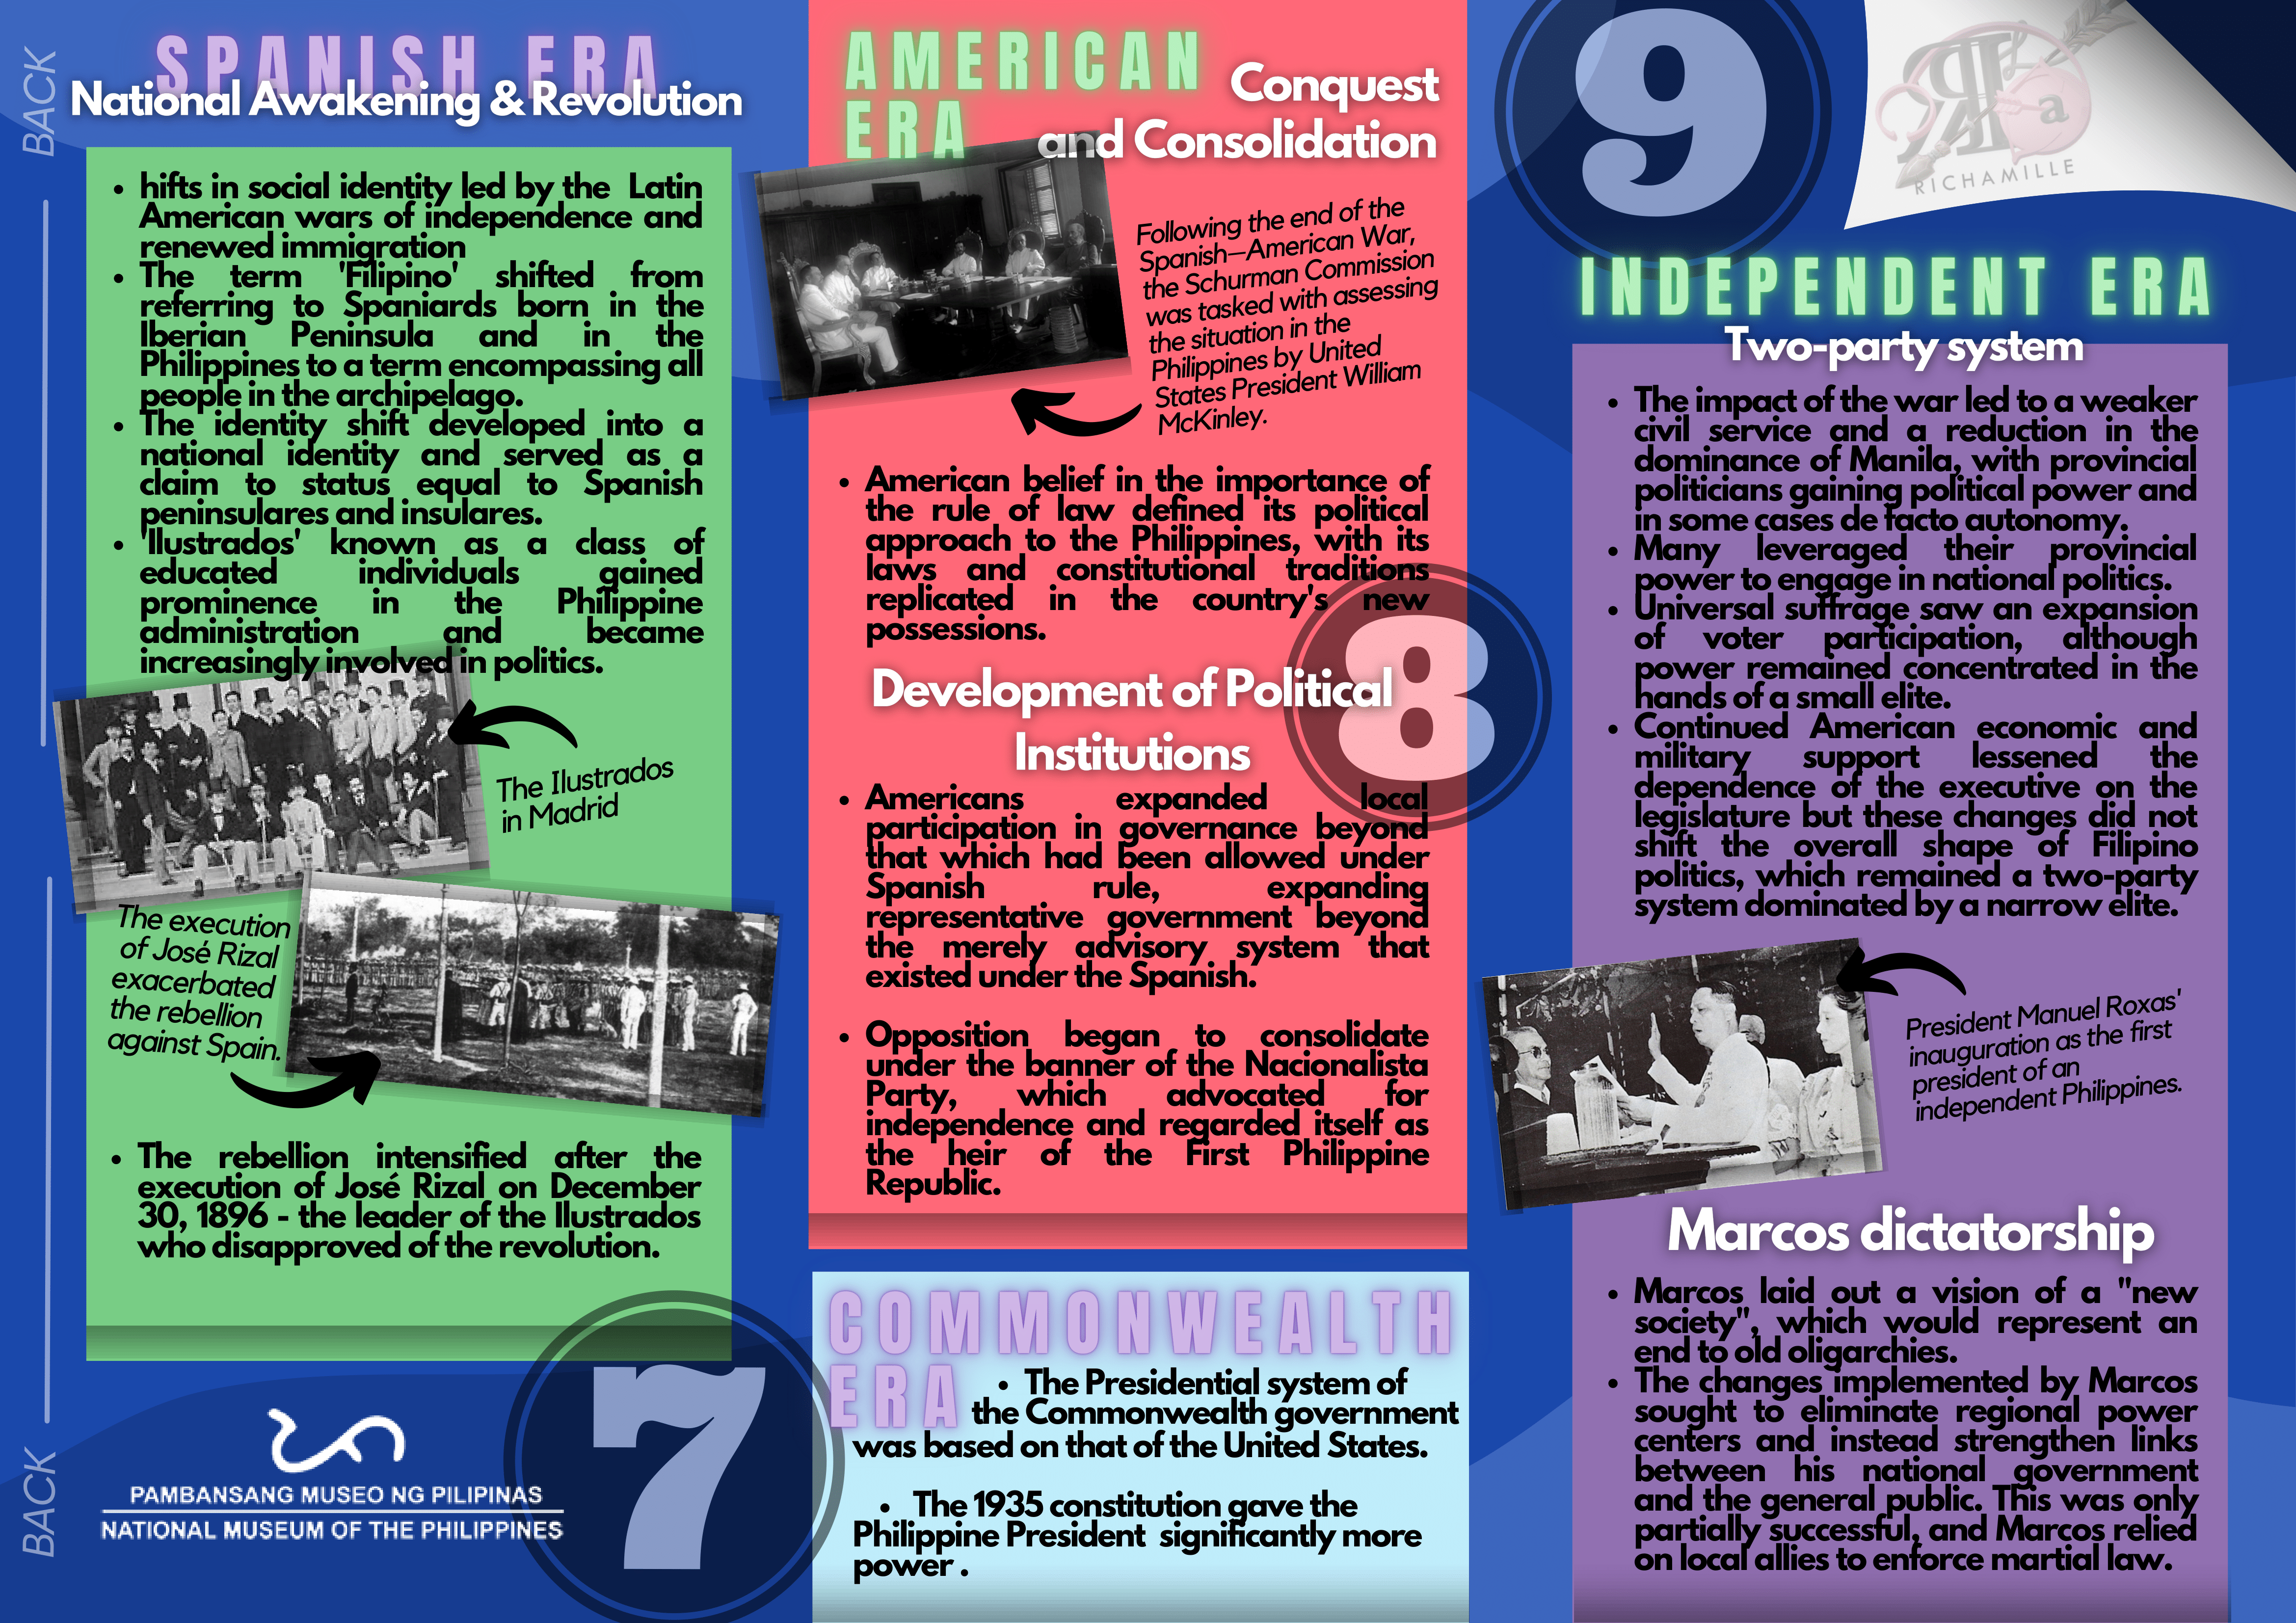 BACK
SPANISH ERA
National Awakening & Revolution
hifts in social identity led by the Latin
American wars of independence and
renewed immigration
The term 'Filipino' shifted from
referring to Spaniards born in the
Iberian Peninsula and in the
Philippines to a term encompassing all
people in the archipelago.
The identity shift developed into a
national identity and served as a
claim to status equal to Spanish
peninsulares and insulares.
'Ilustrados' known as a class of
educated individuals gained
prominence in the Philippine
administration and became
increasingly involved in politics.
The Ilustrados
in Madrid
The execution
of José Rizal
exacerbated
the rebellion
against Spain.
The rebellion intensified after the
execution of José Rizal on December
30, 1896 - the leader of the Ilustrados
who disapproved of the revolution.
BACK
PAMBANSANG MUSEO NG PILIPINAS
NATIONAL MUSEUM OF THE PHILIPPINES
7
AMERICAN
ERA
Conquest
and Consolidation
Following the end of the
Spanish–American War,
the Schurman Commission
was tasked with assessing
the situation in the
Philippines by United
States President William
McKinley.
American belief in the importance of
the rule of law defined its political
approach to the Philippines, with its
laws and constitutional traditions
replicated in the country's new
possessions.
8
Development of Political
Institutions
Americans expanded local
participation in governance beyond
that which had been allowed under
Spanish rule, expanding
representative government beyond
the merely advisory system that
existed under the Spanish.
Opposition began to consolidate
under the banner of the Nacionalista
Party, which advocated for
independence and regarded itself as
the heir of the First Philippine
Republic.
COMMONWEALTH
ERA
The Presidential system of
the Commonwealth government
was based on that of the United States.
The 1935 constitution gave the
Philippine President significantly more
power .
9
RICHAMILLE
INDEPENDENT ERA
Two-party system
The impact of the war led to a weaker
civil service and a reduction in the
dominance of Manila, with provincial
politicians gaining political power and
in some cases de facto autonomy.
Many leveraged their provincial
power to engage in national politics.
Universal suffrage saw an expansion
of voter participation, although
power remained concentrated in the
hands of a small elite.
Continued American economic and
military support lessened the
dependence of the executive on the
legislature but these changes did not
shift the overall shape of Filipino
politics, which remained a two-party
system dominated by a narrow elite.
President Manuel Roxas'
inauguration as the first
president of an
independent Philippines.
Marcos dictatorship
Marcos laid out a vision of a "new
society", which would represent an
end to old oligarchies.
The changes implemented by Marcos
sought to eliminate regional power
centers and instead strengthen links
between his national government
and the general public. This was only
partially successful, and Marcos relied
on local allies to enforce martial law.